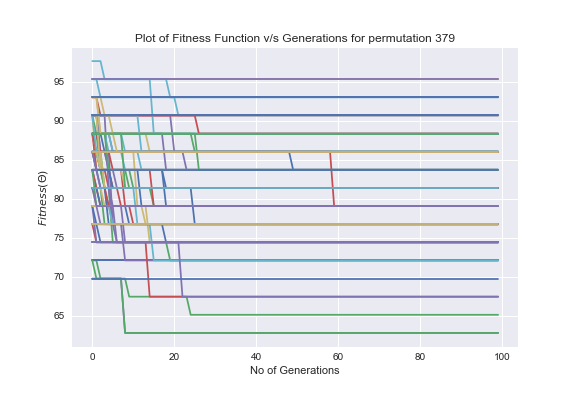 Plot of Fitness Function v/s Generations for permutation 379
Fitness(Θ)
95
90
85
80
75
70
65
0 20 40 60 80 100
No of Generations